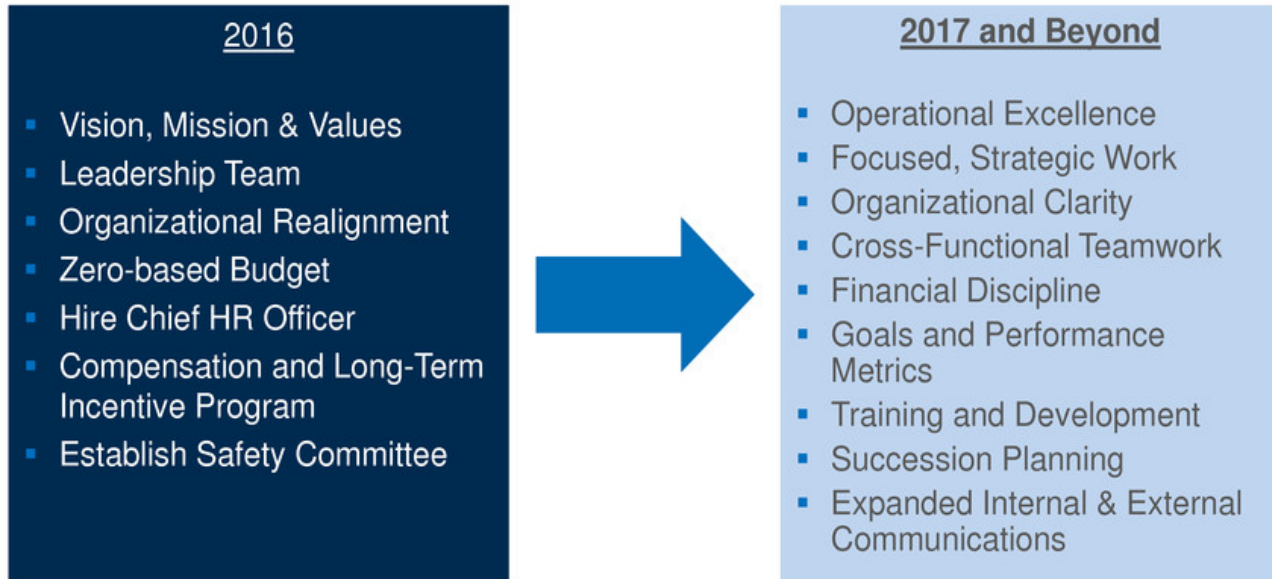 2016
Vision, Mission & Values
Leadership Team
Organizational Realignment
Zero-based Budget
Hire Chief HR Officer
Compensation and Long-Term
Incentive Program
Establish Safety Committee
2017 and Beyond
Operational Excellence
Focused, Strategic Work
Organizational Clarity
Cross-Functional Teamwork
Financial Discipline
Goals and Performance
Metrics
Training and Development
Succession Planning
Expanded Internal & External
Communications